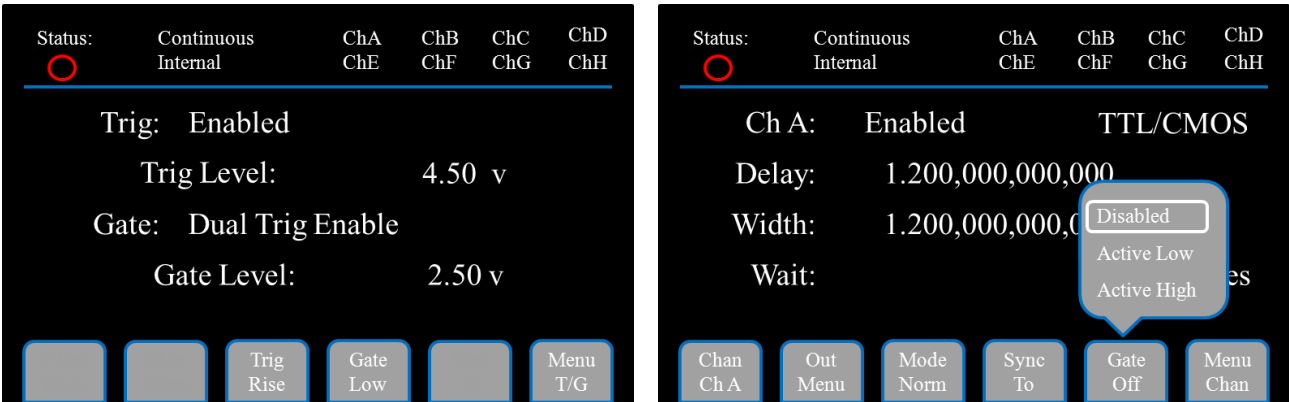 Status: Continuous ChA ChB ChC ChD
Internal ChE ChF ChG ChH
Trig: Enabled
Trig Level: 4.50 v
Gate: Dual Trig Enable
Gate Level: 2.50 v
Trig Gate Menu
Rise Low T/G
Status: Continuous ChA ChB ChC ChD
Internal ChE ChF ChG ChH
Ch A: Enabled TTL/CMOS
Delay: 1.200,000,000,000
Width: 1.200,000,000,0
Disabled
Active Low
Wait: es
Active High
Chan Out Mode Sync Gate Menu
Ch A Menu Norm To Off Chan